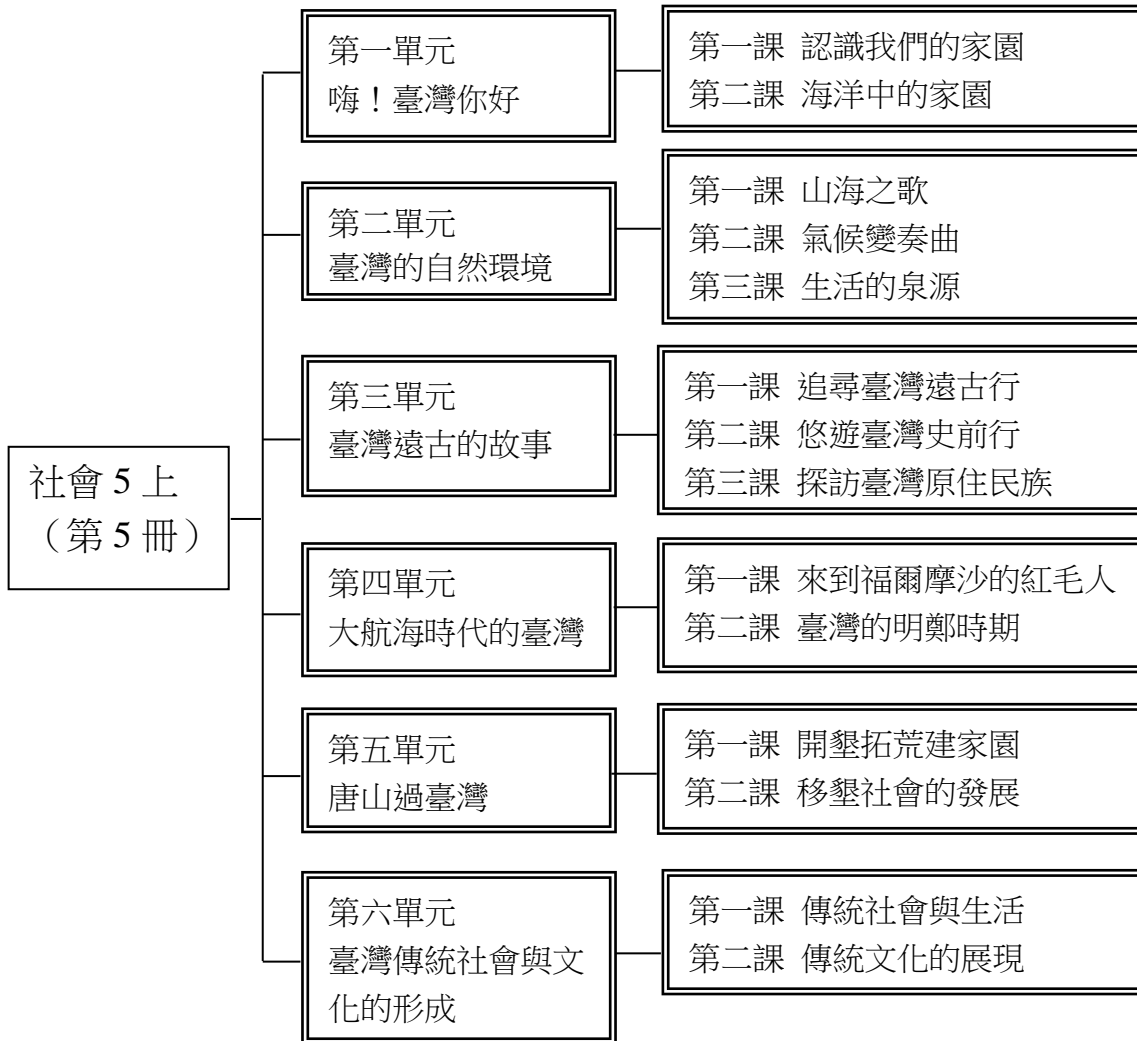 社會 5 上
（第 5 冊）
第一單元
嗨！臺灣你好
第一課 認識我們的家園
第二課 海洋中的家園
第二單元
臺灣的自然環境
第一課 山海之歌
第二課 氣候變奏曲
第三課 生活的泉源
第三單元
臺灣遠古的故事
第一課 追尋臺灣遠古行
第二課 悠遊臺灣史前行
第三課 探訪臺灣原住民族
第四單元
大航海時代的臺灣
第一課 來到福爾摩沙的紅毛人
第二課 臺灣的明鄭時期
第五單元
唐山過臺灣
第一課 開墾拓荒建家園
第二課 移墾社會的發展
第六單元
臺灣傳統社會與文
化的形成
第一課 傳統社會與生活
第二課 傳統文化的展現